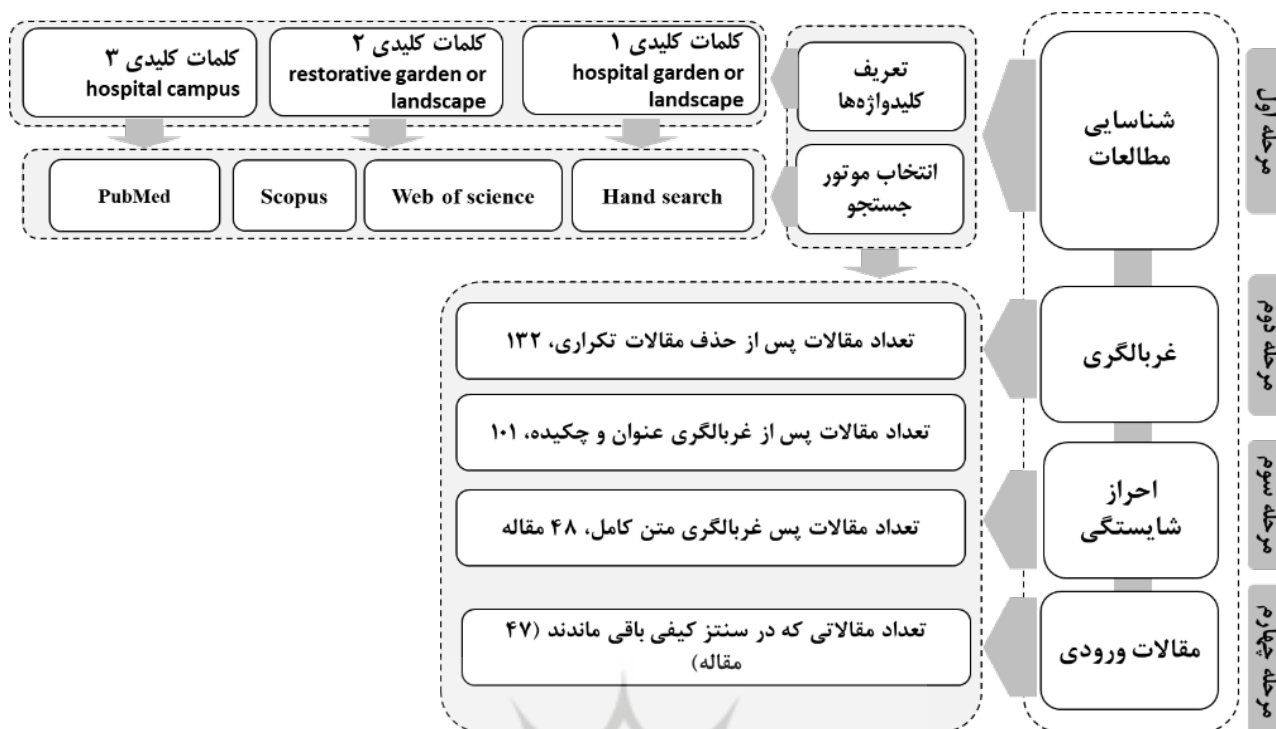 مرحله اول
شناسایی
مطالعات
تعریف
کلیدواژه‌ها
کلمات کلیدی ۱
hospital garden or
landscape
کلمات کلیدی ۲
restorative garden or
landscape
کلمات کلیدی ۳
hospital campus
انتخاب موتور
جستجو
Hand search
Web of science
Scopus
PubMed
مرحله دوم
غربالگری
تعداد مقالات پس از حذف مقالات تکراری، ۱۳۲
تعداد مقالات پس از غربالگری عنوان و چکیده، ۱۰۱
مرحله سوم
احراز
شایستگی
تعداد مقالات پس غربالگری متن کامل، ۴۸ مقاله
مرحله چهارم
مقالات ورودی
تعداد مقالاتی که در سنتز کیفی باقی ماندند (۴۷
مقاله)